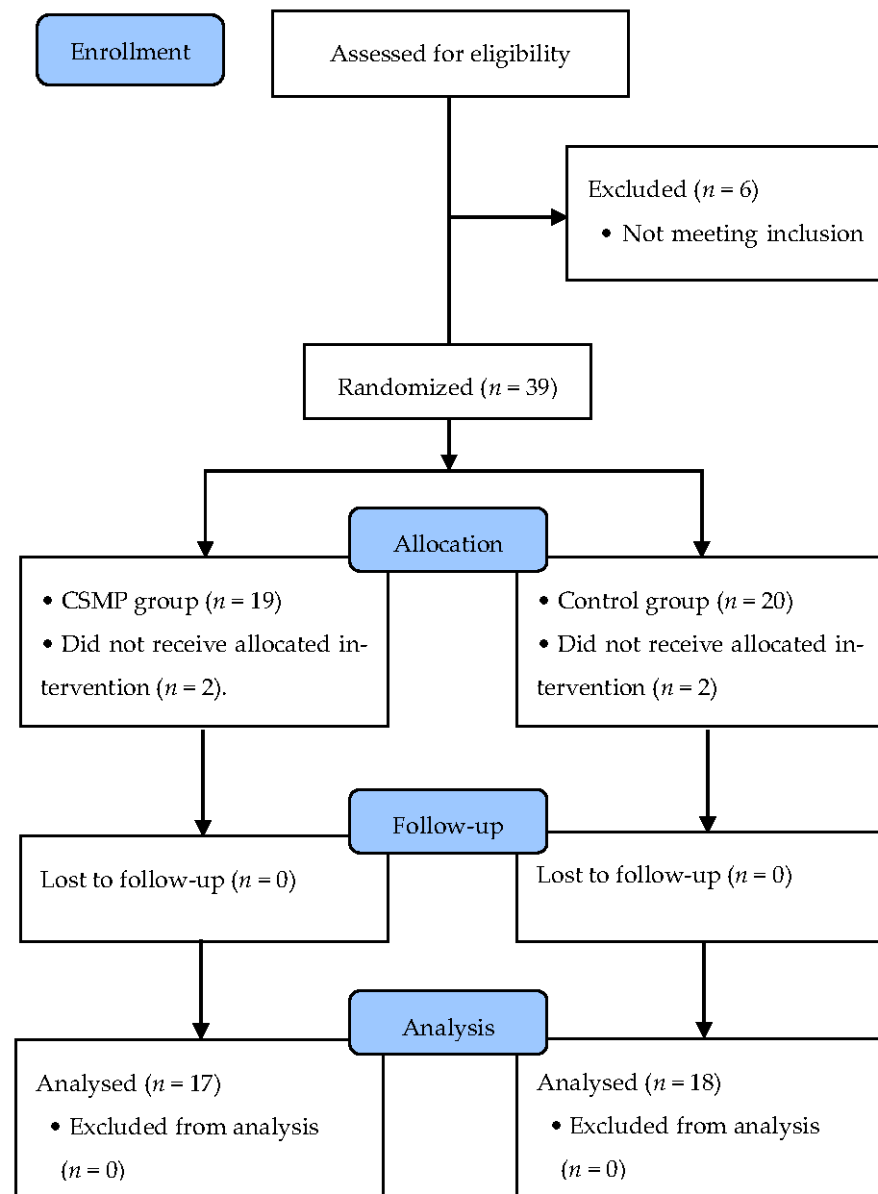 Enrollment
Assessed for eligibility
Excluded (n = 6)
• Not meeting inclusion
Randomized (n = 39)
Allocation
• CSMP group (n = 19)
• Did not receive allocated in-
tervention (n = 2).
• Control group (n = 20)
• Did not receive allocated in-
tervention (n = 2)
Follow-up
Lost to follow-up (n = 0)
Lost to follow-up (n = 0)
Analysis
Analysed (n = 17)
• Excluded from analysis
(n = 0)
Analysed (n = 18)
• Excluded from analysis
(n = 0)